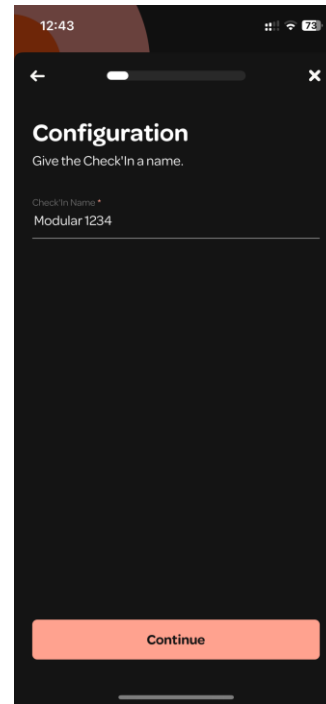 12:43
73
Configuration
Give the Check'In a name.
Check'In Name *
Modular 1234
Continue